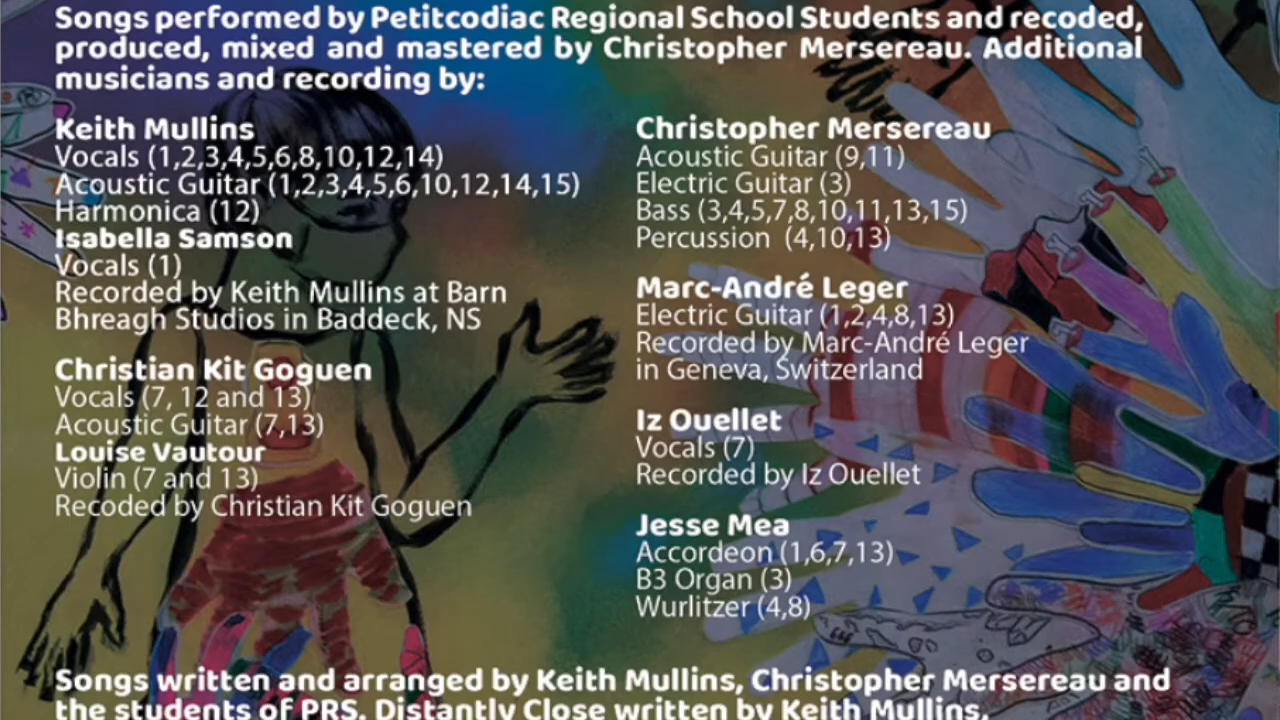 Songs performed by Petitcodiac Regional School Students and recoded,
produced, mixed and mastered by Christopher Mersereau. Additional
musicians and recording by:
Keith Mullins
Vocals (1,2,3,4,5,6,8,10,12,14)
Acoustic Guitar (1,2,3,4,5,6,10,12,14,15)
Harmonica (12)
Isabella Samson
Vocals (1)
Recorded by Keith Mullins at Barn
Bhreagh Studios in Baddeck, NS
Christian Kit Goguen
Vocals (7, 12 and 13)
Acoustic Guitar (7,13)
Louise Vautour
Violin (7 and 13)
Recoded by Christian Kit Goguen
Christopher Mersereau
Acoustic Guitar (9,11)
Electric Guitar (3)
Bass (3,4,5,7,8,10,11,13,15)
Percussion (4,10,13)
Marc-André Leger
Electric Guitar (1,2,4,8,13)
Recorded by Marc-André Leger
in Geneva, Switzerland
Iz Ouellet
Vocals (7)
Recorded by Iz Ouellet
Jesse Mea
Accordeon (1,6,7,13)
B3 Organ (3)
Wurlitzer (4,8)
Songs written and arranged by Keith Mullins, Christopher Mersereau and
the students of PRS. Distantly Close written by Keith Mullins,